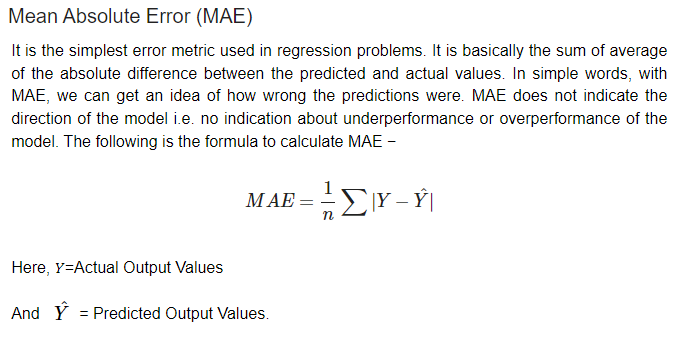 Mean Absolute Error (MAE)
It is the simplest error metric used in regression problems. It is basically the sum of average
of the absolute difference between the predicted and actual values. In simple words, with
MAE, we can get an idea of how wrong the predictions were. MAE does not indicate the
direction of the model i.e. no indication about underperformance or overperformance of the
model. The following is the formula to calculate MAE −
MAE = 1/n ∑ |Y − Ŷ|
Here, Y=Actual Output Values
And Ŷ = Predicted Output Values.